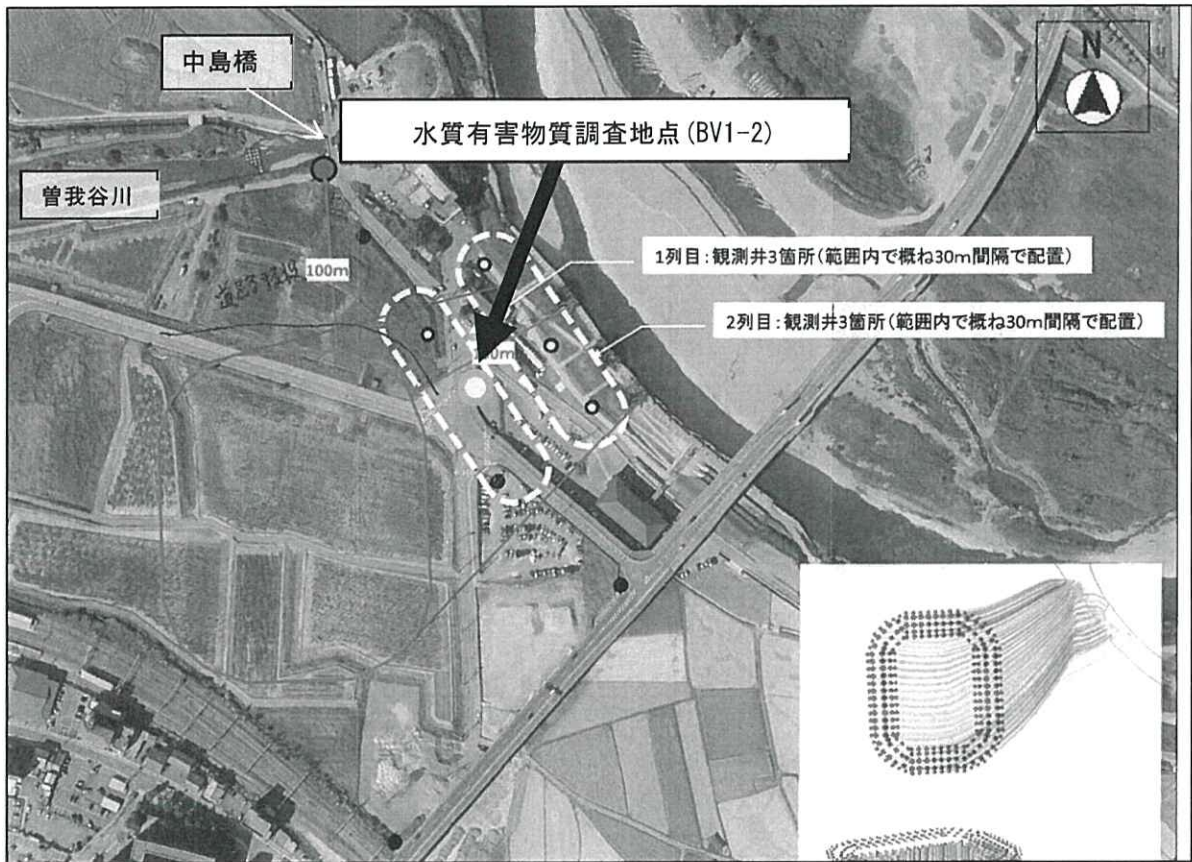 中島橋
N
水質有害物質調査地点(BV1-2)
曽我谷川
1列目:観測井3箇所(範囲内で概ね30m間隔で配置)
100m
2列目:観測井3箇所(範囲内で概ね30m間隔で配置)